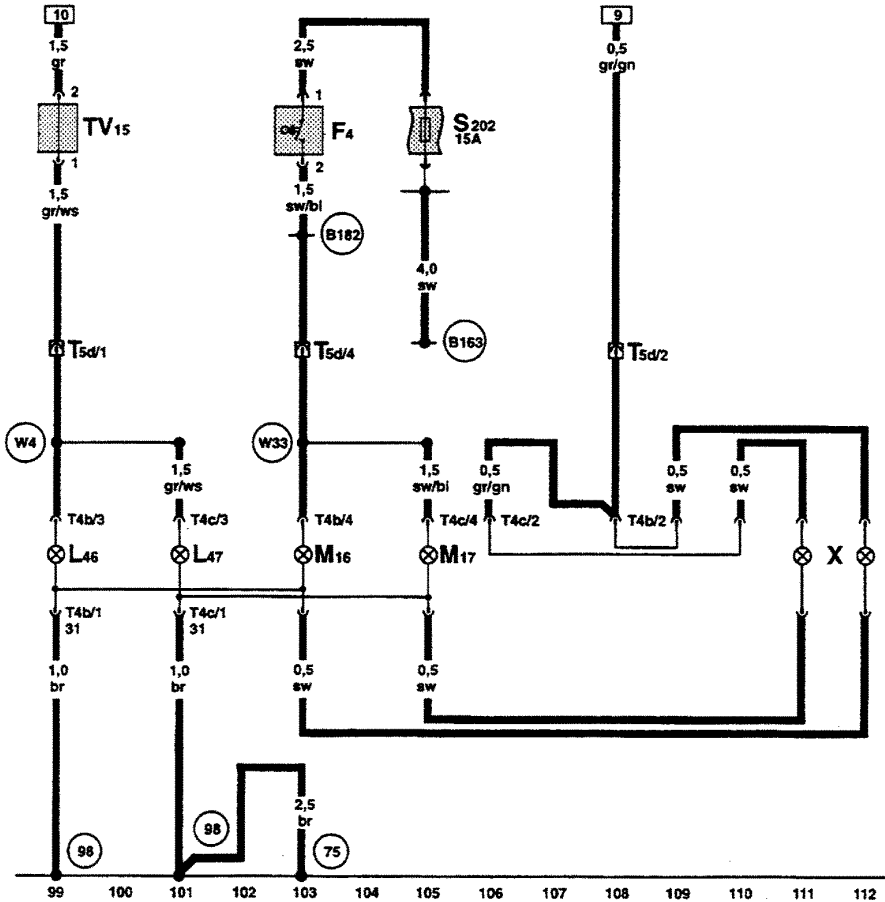 10
9
1,5
gr
2,5
sw
0,5
gr/gn
2
1
TV15
F4
S202
15A
1
2
1,5
gr/ws
1,5
sw/bl
B182
4,0
sw
B163
T5d/1
T5d/4
T5d/2
W4
W33
1,5
gr/ws
1,5
sw/bl
0,5
gr/gn
0,5
sw
0,5
sw
T4b/3
T4c/3
T4b/4
T4c/4
T4c/2
T4b/2
L46
L47
M16
M17
X
T4b/1
31
T4c/1
31
1,0
br
1,0
br
0,5
sw
0,5
sw
2,5
br
98
98
75
99 100 101 102 103 104 105 106 107 108 109 110 111 112